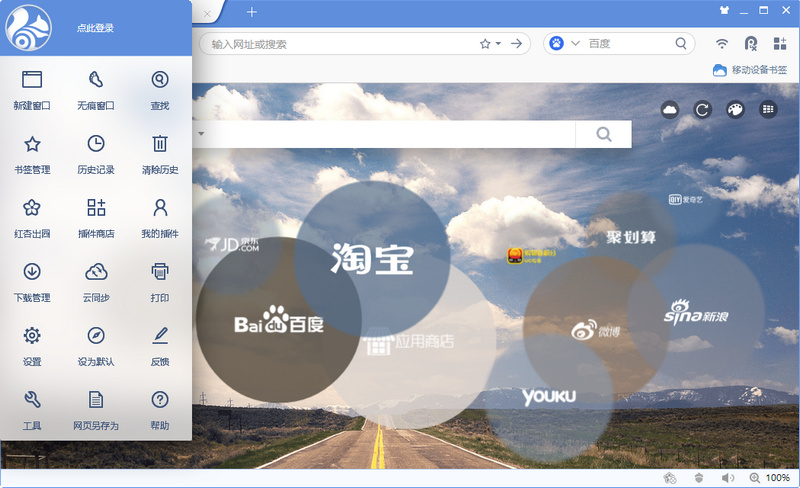 点此登录
输入网址或搜索
百度
移动设备书签
新建窗口
无痕窗口
查找
书签管理
历史记录
清除历史
红杏出园
插件商店
我的插件
下载管理
云同步
打印
设置
设为默认
反馈
工具
网页另存为
帮助
JD京东
.COM
淘宝
Bai du 百度
应用商店
QIYI 爱奇艺
聚划算
微博
sina新浪
YOUKU
100%